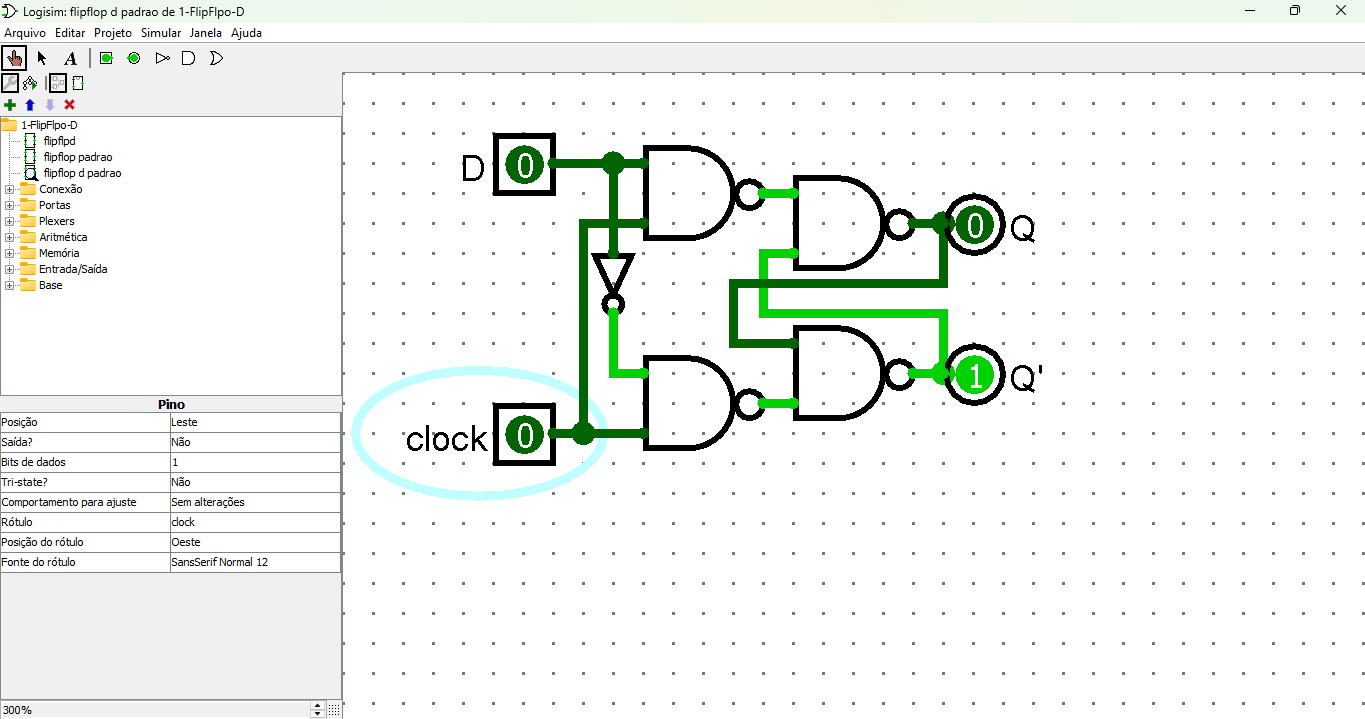 Logisim: flipflop d padrao de 1-FlipFlpo-D
Arquivo Editar Projeto Simular Janela Ajuda
A
1-FlipFlpo-D
flipflpd
flipflop padrao
flipflop d padrao
Conexão
Portas
Plexers
Aritmética
Memória
Entrada/Saída
Base
Pino
Posição Leste
Saída? Não
Bits de dados 1
Tri-state? Não
Comportamento para ajuste Sem alterações
Rótulo clock
Posição do rótulo Oeste
Fonte do rótulo SansSerif Normal 12
300%
D 0
0 Q
1 Q'
clock 0